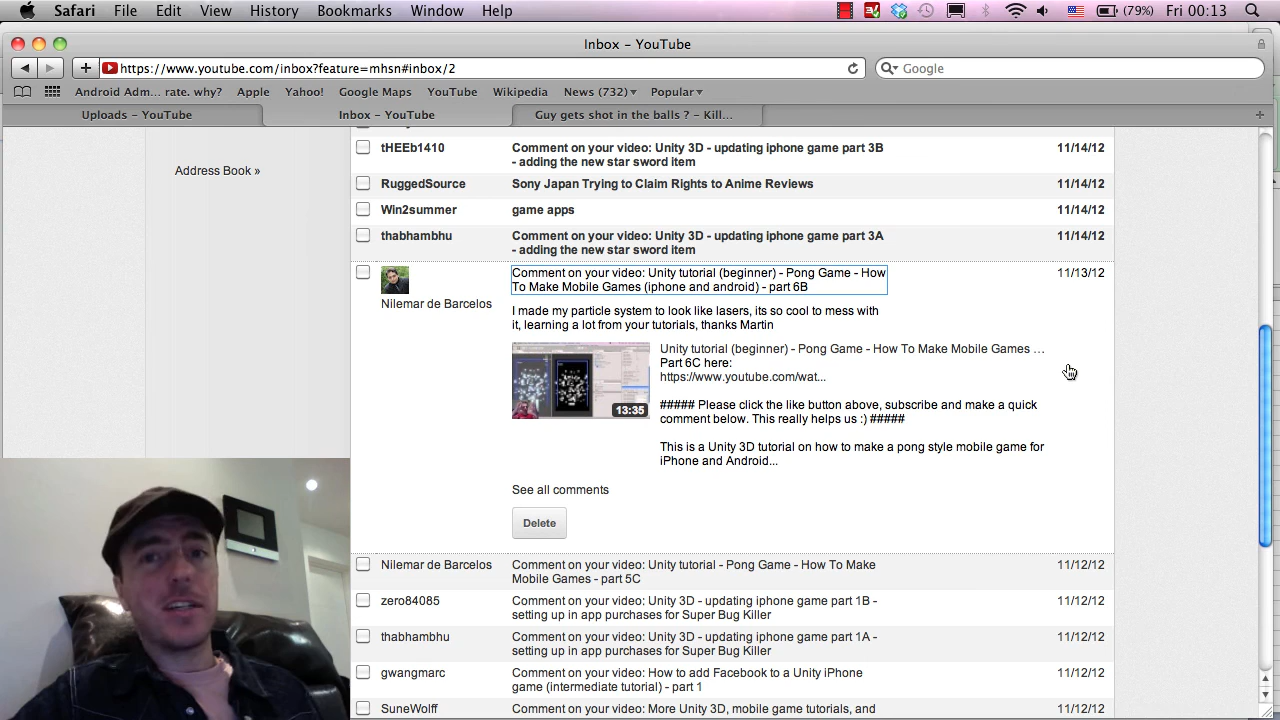 Safari File Edit View History Bookmarks Window Help (79%) Fri 00:13
Inbox – YouTube
https://www.youtube.com/inbox?feature=mhsn#inbox/2
Google
Android Adm... rate. why? Apple Yahoo! Google Maps YouTube Wikipedia News (732) Popular
Uploads – YouTube Inbox – YouTube Guy gets shot in the balls ? – Kill...
Address Book »
tHEEb1410 Comment on your video: Unity 3D - updating iphone game part 3B 11/14/12
- adding the new star sword item
RuggedSource Sony Japan Trying to Claim Rights to Anime Reviews 11/14/12
Win2summer game apps 11/14/12
thabhambhu Comment on your video: Unity 3D - updating iphone game part 3A 11/14/12
- adding the new star sword item
Comment on your video: Unity tutorial (beginner) - Pong Game - How 11/13/12
To Make Mobile Games (iphone and android) - part 6B
Nilemar de Barcelos
I made my particle system to look like lasers, its so cool to mess with
it, learning a lot from your tutorials, thanks Martin
13:35
Unity tutorial (beginner) - Pong Game - How To Make Mobile Games ...
Part 6C here:
https://www.youtube.com/wat...
##### Please click the like button above, subscribe and make a quick
comment below. This really helps us :) #####
This is a Unity 3D tutorial on how to make a pong style mobile game for
iPhone and Android...
See all comments
Delete
Nilemar de Barcelos Comment on your video: Unity tutorial - Pong Game - How To Make 11/12/12
Mobile Games - part 5C
zero84085 Comment on your video: Unity 3D - updating iphone game part 1B - 11/12/12
setting up in app purchases for Super Bug Killer
thabhambhu Comment on your video: Unity 3D - updating iphone game part 1A - 11/12/12
setting up in app purchases for Super Bug Killer
gwangmarc Comment on your video: How to add Facebook to a Unity iPhone 11/12/12
game (intermediate tutorial) - part 1
SuneWolff Comment on your video: More Unity 3D, mobile game tutorials, and 11/12/12